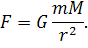 F = G mM/r².